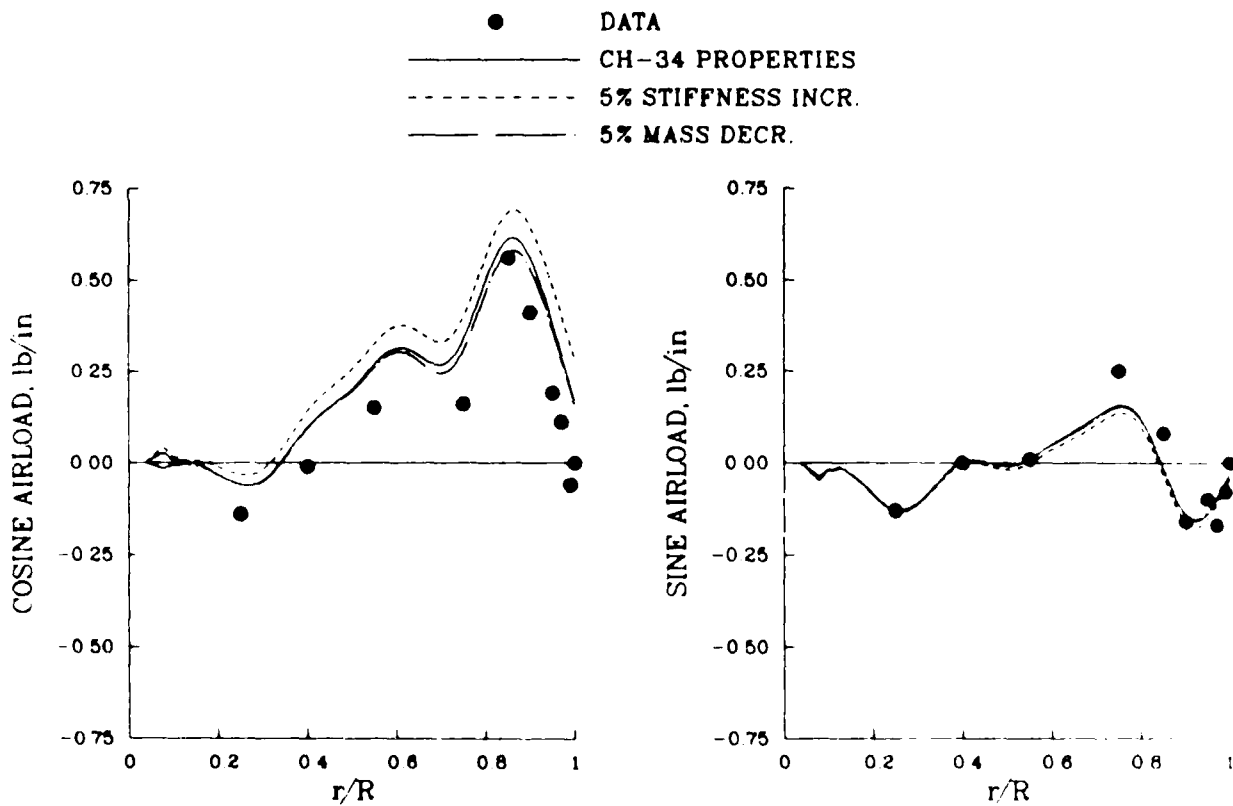 DATA
CH-34 PROPERTIES
5% STIFFNESS INCR.
5% MASS DECR.
COSINE AIRLOAD, lb/in
0.75
0.50
0.25
0.00
-0.25
-0.50
-0.75
0 0.2 0.4 0.6 0.8 1
r/R
SINE AIRLOAD, lb/in
0.75
0.50
0.25
0.00
-0.25
-0.50
-0.75
0 0.2 0.4 0.6 0.8 1
r/R